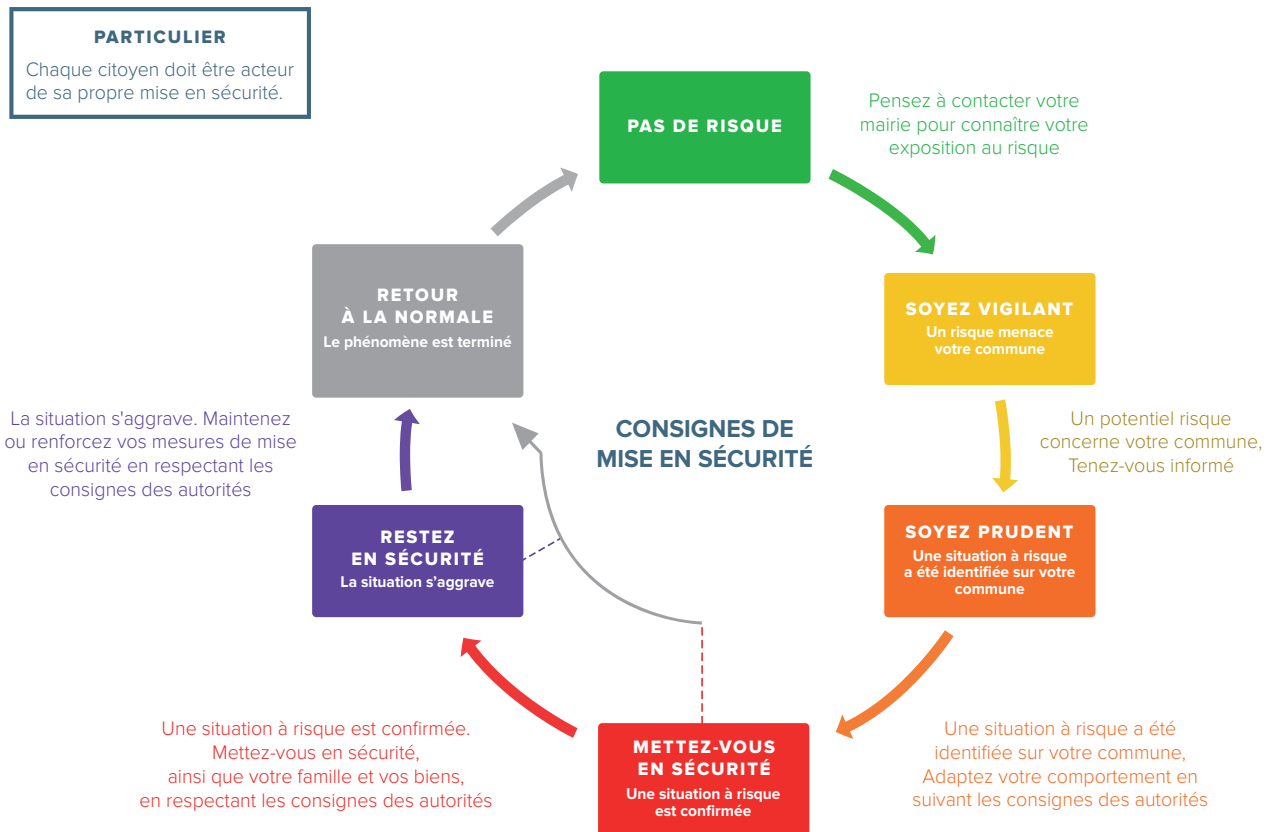 PARTICULIER
Chaque citoyen doit être acteur
de sa propre mise en sécurité.
PAS DE RISQUE
Pensez à contacter votre
mairie pour connaître votre
exposition au risque
RETOUR
À LA NORMALE
Le phénomène est terminé
SOYEZ VIGILANT
Un risque menace
votre commune
La situation s'aggrave. Maintenez
ou renforcez vos mesures de mise
en sécurité en respectant les
consignes des autorités
CONSIGNES DE
MISE EN SÉCURITÉ
Un potentiel risque
concerne votre commune,
Tenez-vous informé
RESTEZ
EN SÉCURITÉ
La situation s’aggrave
SOYEZ PRUDENT
Une situation à risque
a été identifiée sur votre
commune
Une situation à risque est confirmée.
Mettez-vous en sécurité,
ainsi que votre famille et vos biens,
en respectant les consignes des autorités
METTEZ-VOUS
EN SÉCURITÉ
Une situation à risque
est confirmée
Une situation à risque a été
identifiée sur votre commune,
Adaptez votre comportement en
suivant les consignes des autorités